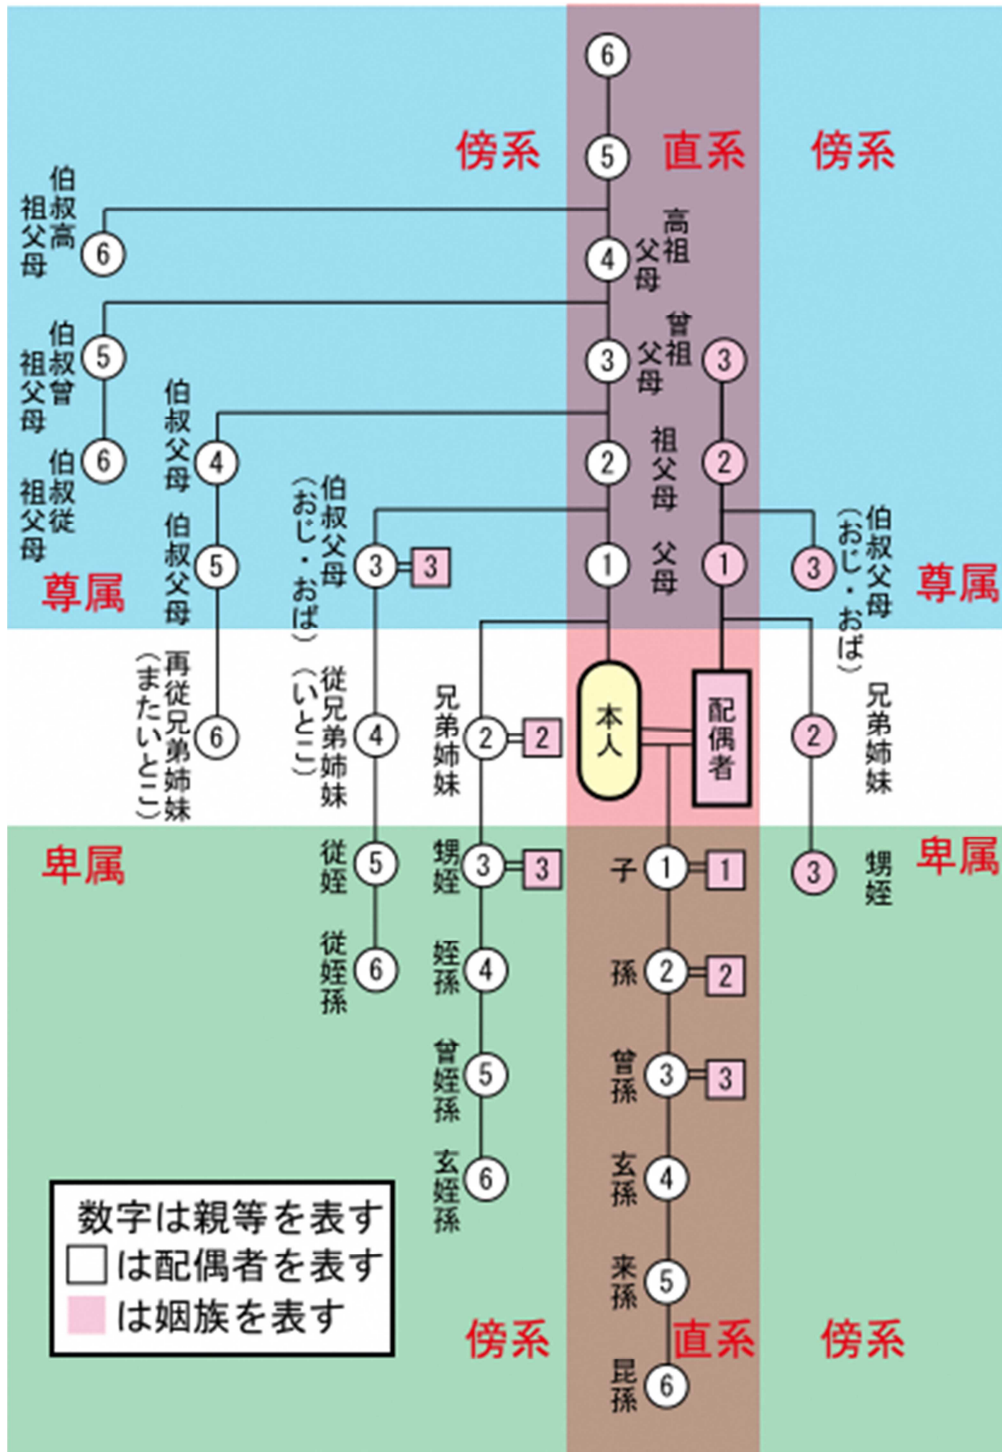 6
傍系
直系
傍系
5
伯叔高
祖父母
6
高祖
父母
4
伯叔曾
祖父母
5
曾祖
父母
3
3
伯叔父母
4
祖父母
2
2
伯叔従
祖父母
6
伯叔父母
(おじ・おば)
3
3
父母
1
1
伯叔父母
(おじ・おば)
3
伯叔父母
5
尊属
尊属
再従兄弟姉妹
(またいとこ)
6
従兄弟姉妹
(いとこ)
4
兄弟姉妹
2
2
本人
配偶者
兄弟姉妹
2
卑属
卑属
従姪
5
甥姪
3
3
子
1
1
甥姪
3
従姪孫
6
姪孫
4
孫
2
2
曾姪孫
5
曾孫
3
3
玄姪孫
6
玄孫
4
来孫
5
昆孫
6
傍系
直系
傍系
数字は親等を表す
は配偶者を表す
は姻族を表す